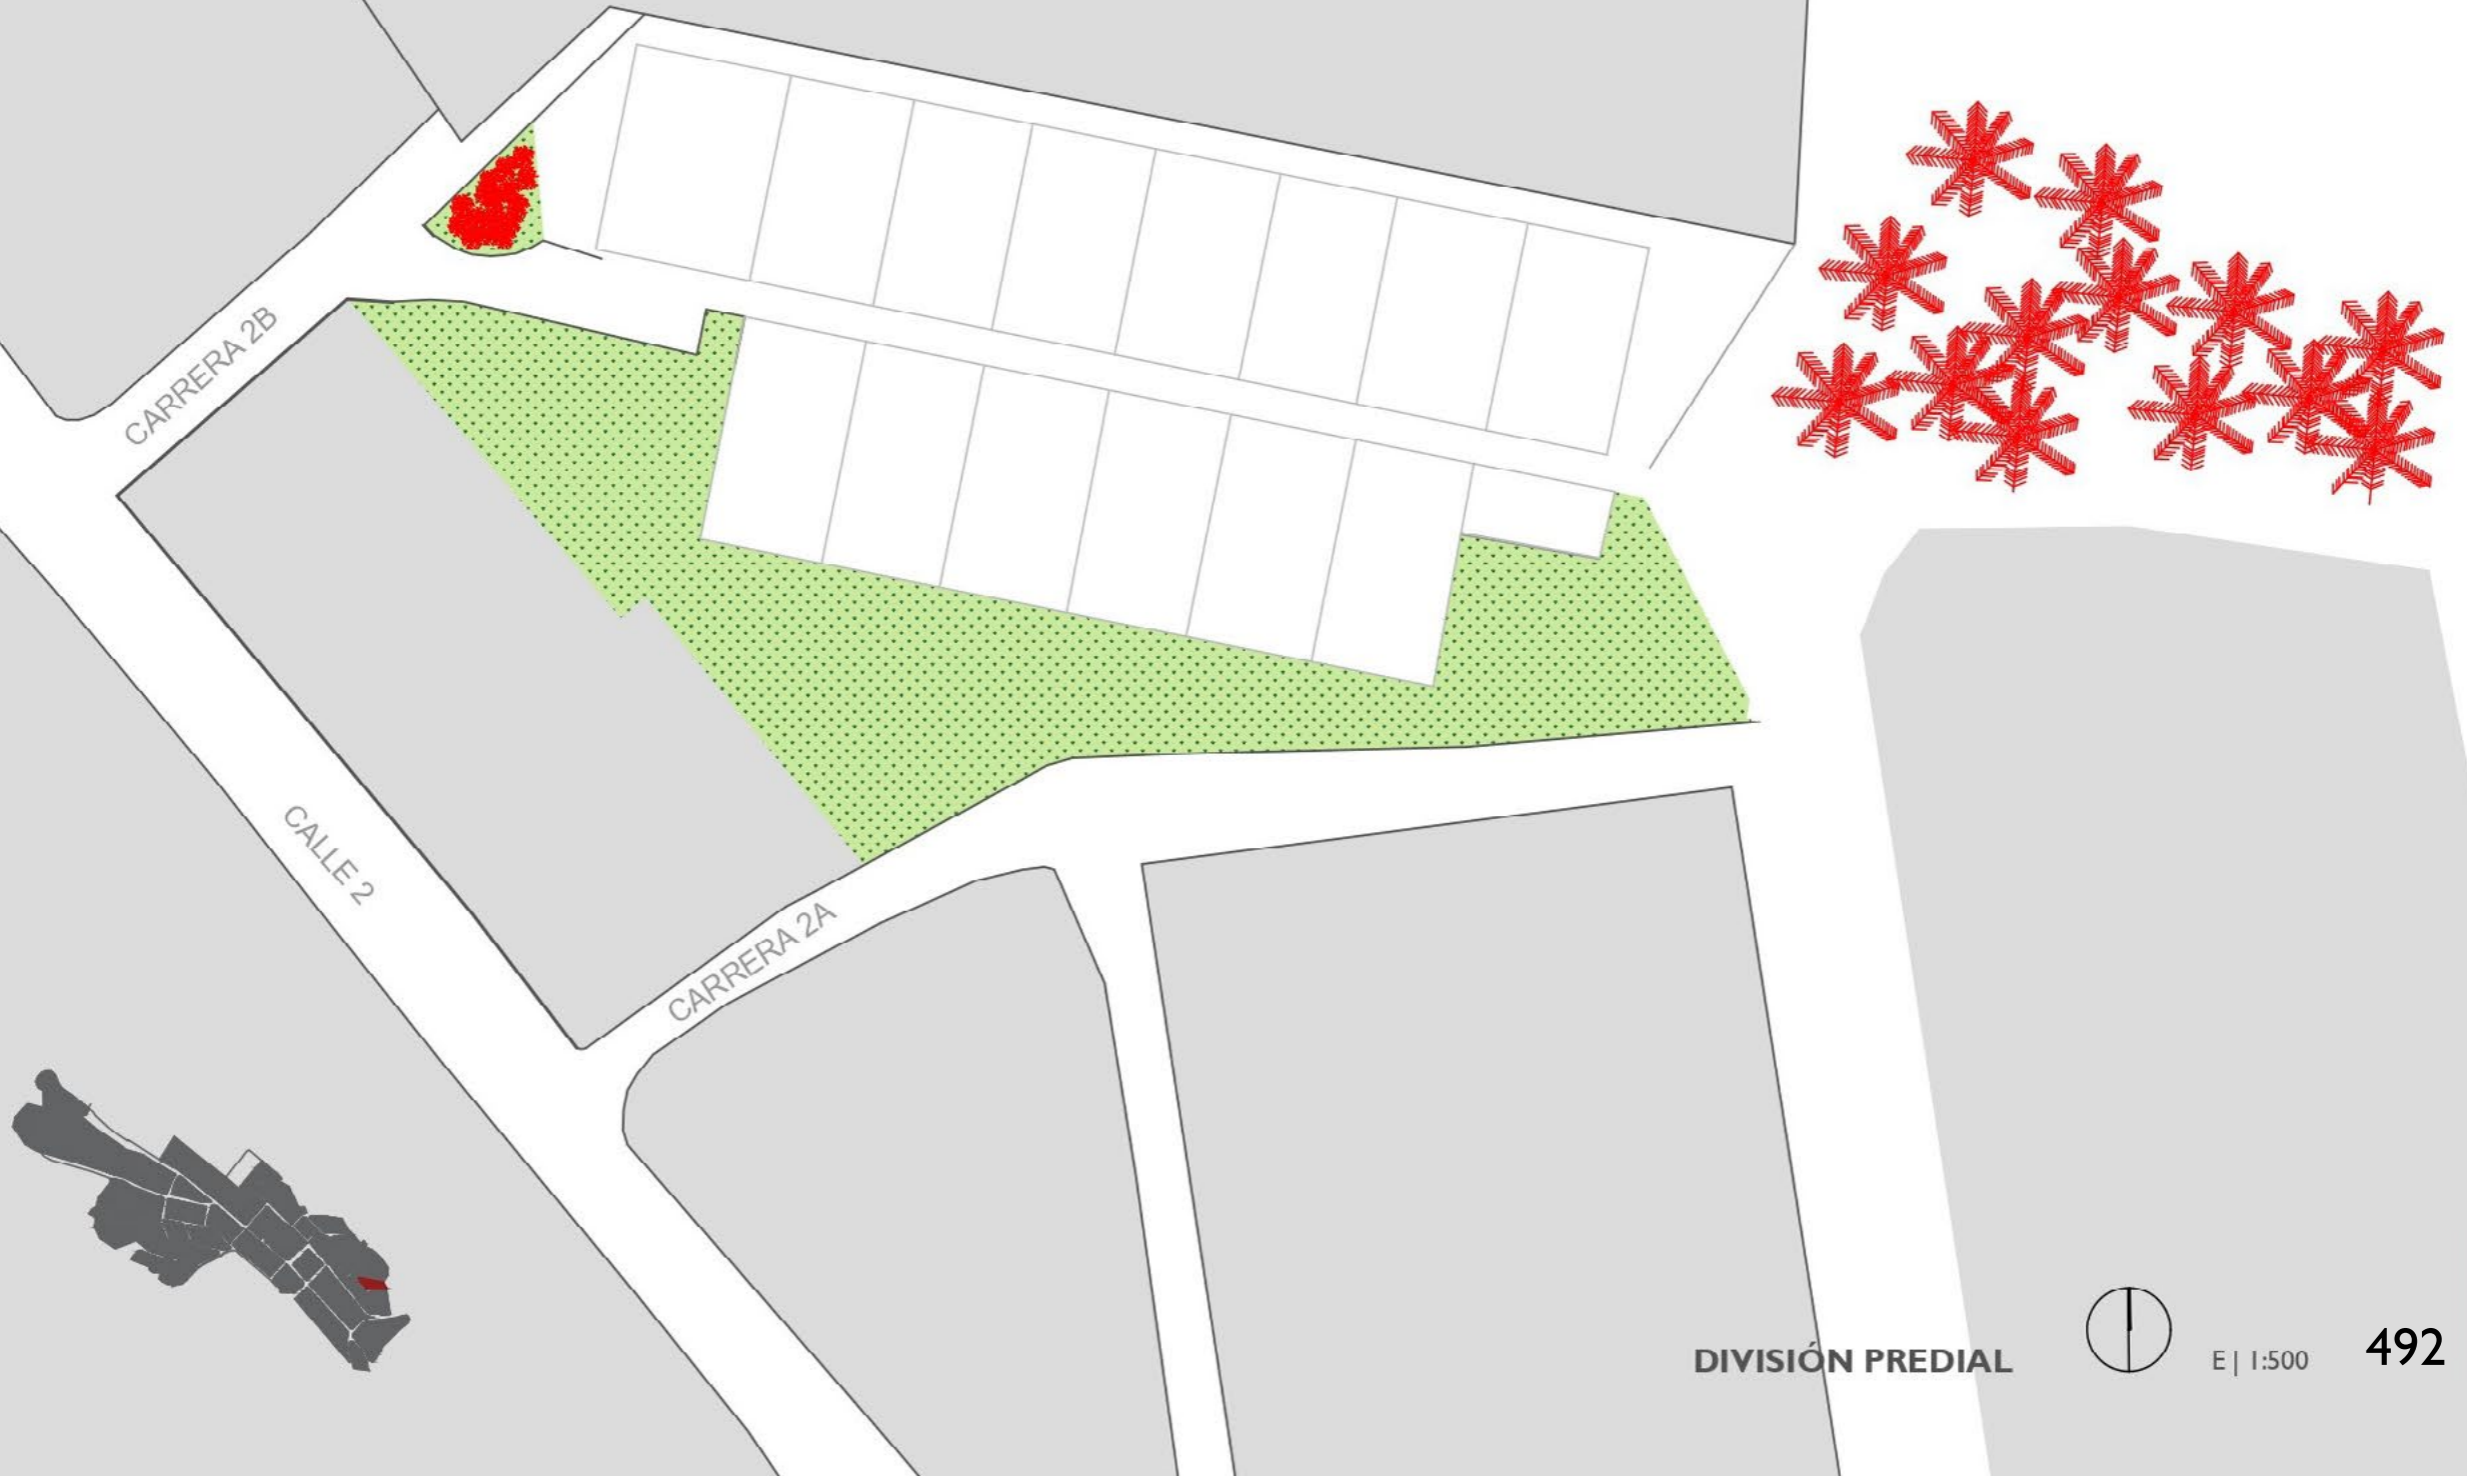 CARRERA 2B
CALLE 2
CARRERA 2A
DIVISIÓN PREDIAL
E | 1:500
492